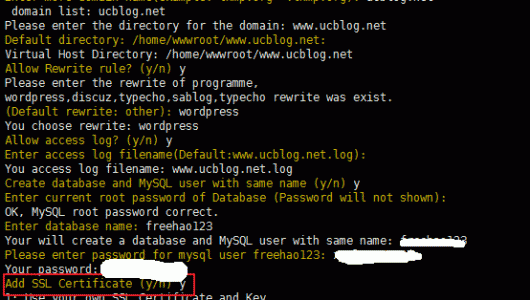 domain list: ucblog.net
Please enter the directory for the domain: www.ucblog.net
Default directory: /home/wwwroot/www.ucblog.net:
Virtual Host Directory: /home/wwwroot/www.ucblog.net
Allow Rewrite rule? (y/n) y
Please enter the rewrite of programme,
wordpress,discuz,typecho,sablog,typecho rewrite was exist.
(Default rewrite: other): wordpress
You choose rewrite: wordpress
Allow access log? (y/n) y
Enter access log filename(Default:www.ucblog.net.log):
You access log filename: www.ucblog.net.log
Create database and MySQL user with same name (y/n) y
Enter current root password of Database (Password will not shown):
OK, MySQL root password correct.
Enter database name: freehao123
Your will create a database and MySQL user with same name:
Please enter password for mysql user freehao123:
Your password:
Add SSL Certificate (y/n) y
1: Use your own SSL Certificate and Key